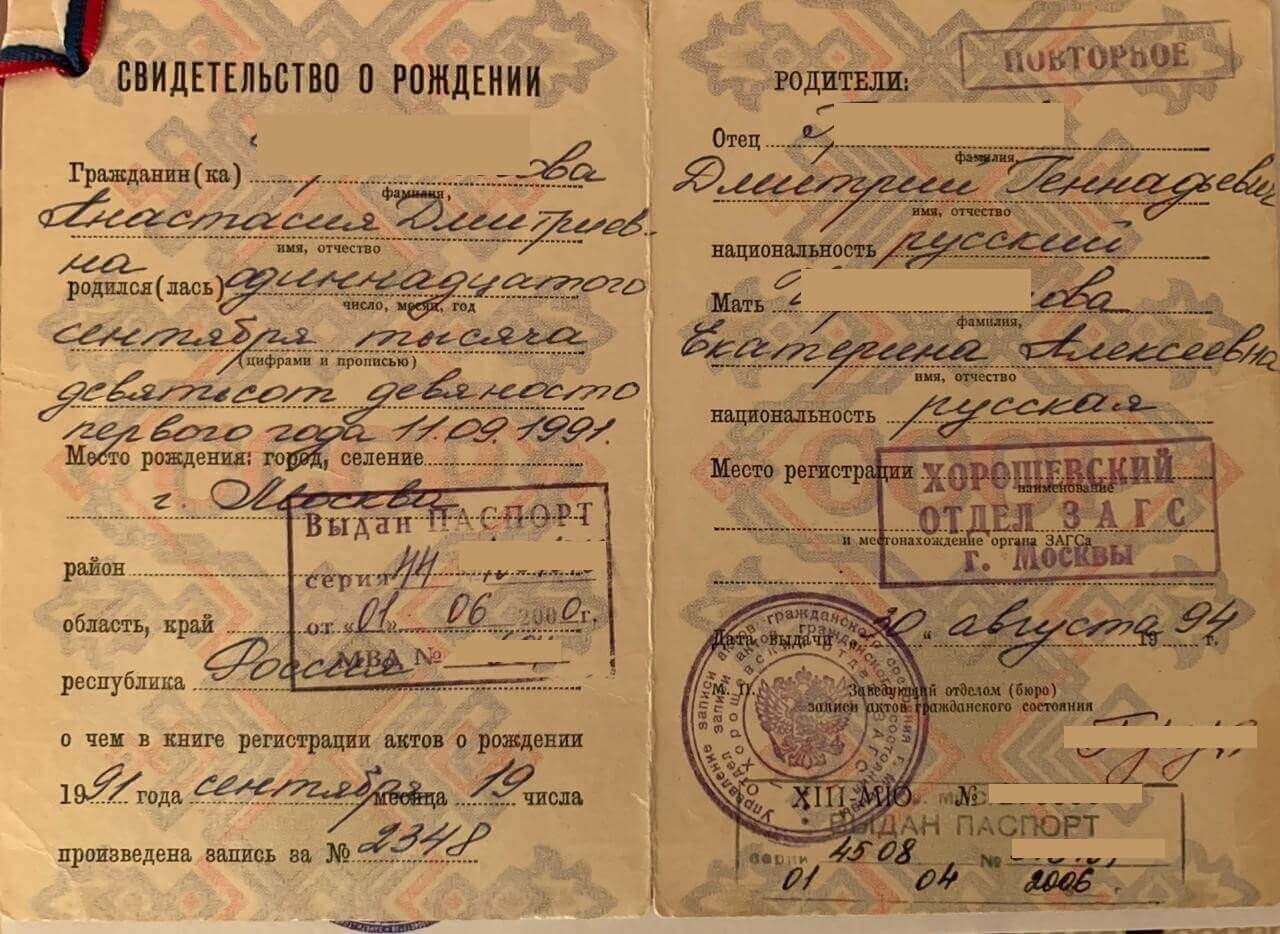 СВИДЕТЕЛЬСТВО О РОЖДЕНИИ
Гражданин(ка) ова
фамилия,
Анастасия Дмитриев-
имя, отчество
на
родился(лась) одиннадцатого
число, месяц, год
сентября тысяча
(цифрами и прописью)
девятьсот девяносто
первого года 11.09.1991.
Место рождения: город, селение
г. Москва
Выдан ПАСПОРТ
район
серия 44
область, край
от «01» 06 2000г.
МВД №
республика Россия
о чем в книге регистрации актов о рождении
1991 года сентября месяца 19 числа
произведена запись за № 2348
ПОВТОРНОЕ
РОДИТЕЛИ:
Отец
фамилия,
Дмитрий Геннадьевич
имя, отчество
национальность русский
Мать ова
фамилия,
Екатерина Алексеевна
имя, отчество
национальность русская
Место регистрации
наименование
ХОРОШЕВСКИЙ
ОТДЕЛ ЗАГС
и местонахождение органа ЗАГСа
г. Москвы
Дата выдачи „30“ августа 1994 г.
М. П.
Заведующий отделом (бюро)
записи актов гражданского состояния
XIII-МЮ №
ВЫДАН ПАСПОРТ
серии 45 08 №
01 04 2006